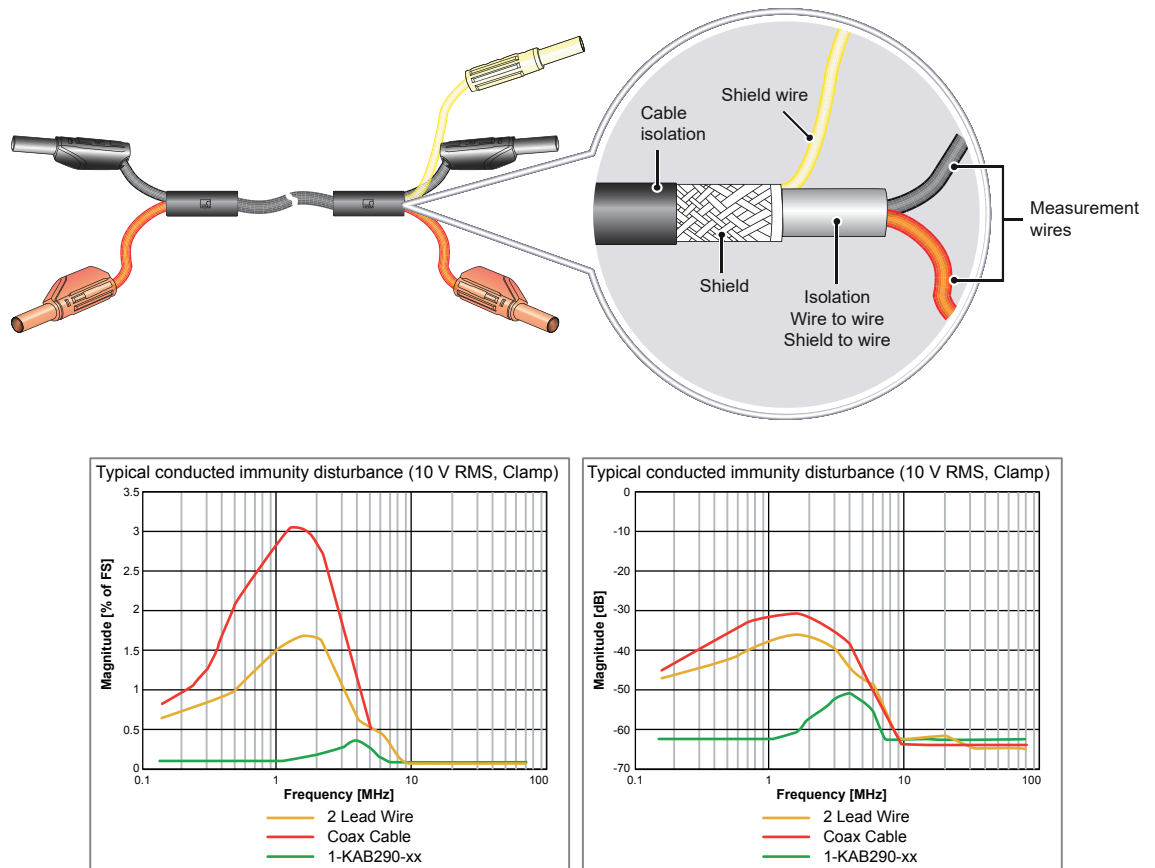 Shield wire
Cable
isolation
Measurement
wires
Shield
Isolation
Wire to wire
Shield to wire
Typical conducted immunity disturbance (10 V RMS, Clamp)
3.5
3
2.5
2
1.5
1
0.5
0
Magnitude [% of FS]
0.1
1
10
100
Frequency [MHz]
2 Lead Wire
Coax Cable
1-KAB290-xx
Typical conducted immunity disturbance (10 V RMS, Clamp)
0
-10
-20
-30
-40
-50
-60
-70
Magnitude [dB]
0.1
1
10
100
Frequency [MHz]
2 Lead Wire
Coax Cable
1-KAB290-xx